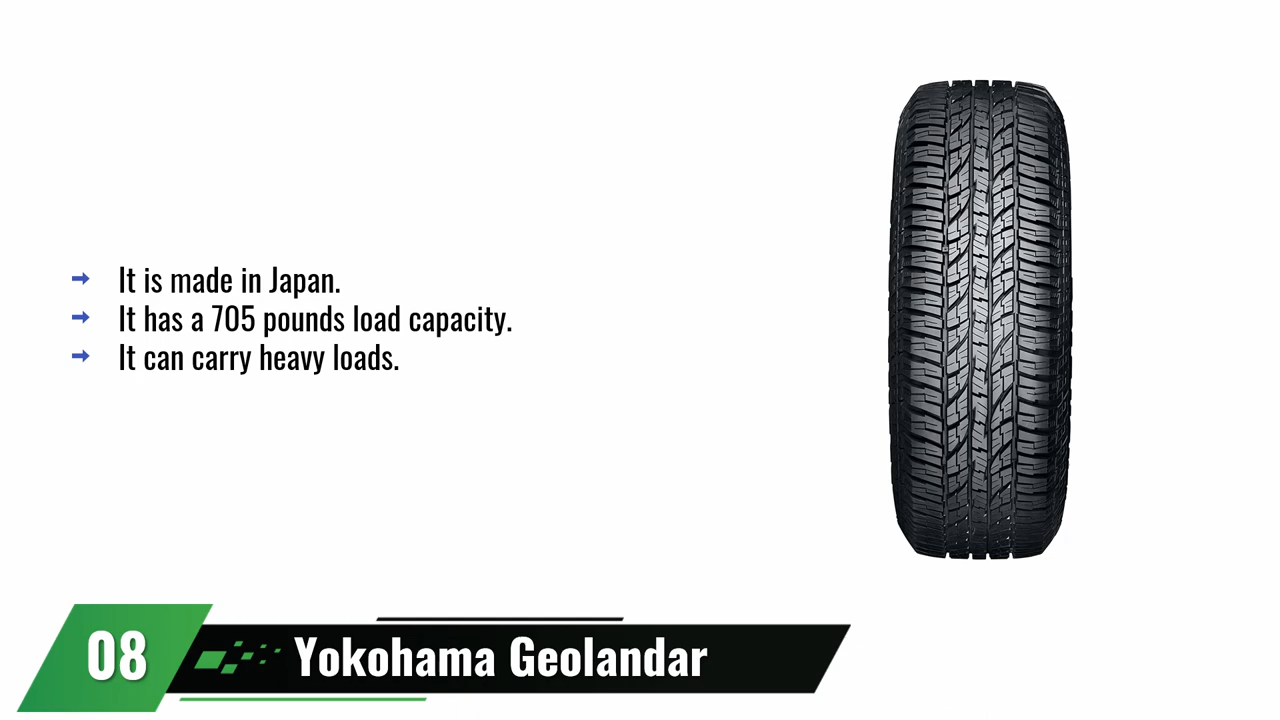 It is made in Japan.
It has a 705 pounds load capacity.
It can carry heavy loads.
08
Yokohama Geolandar